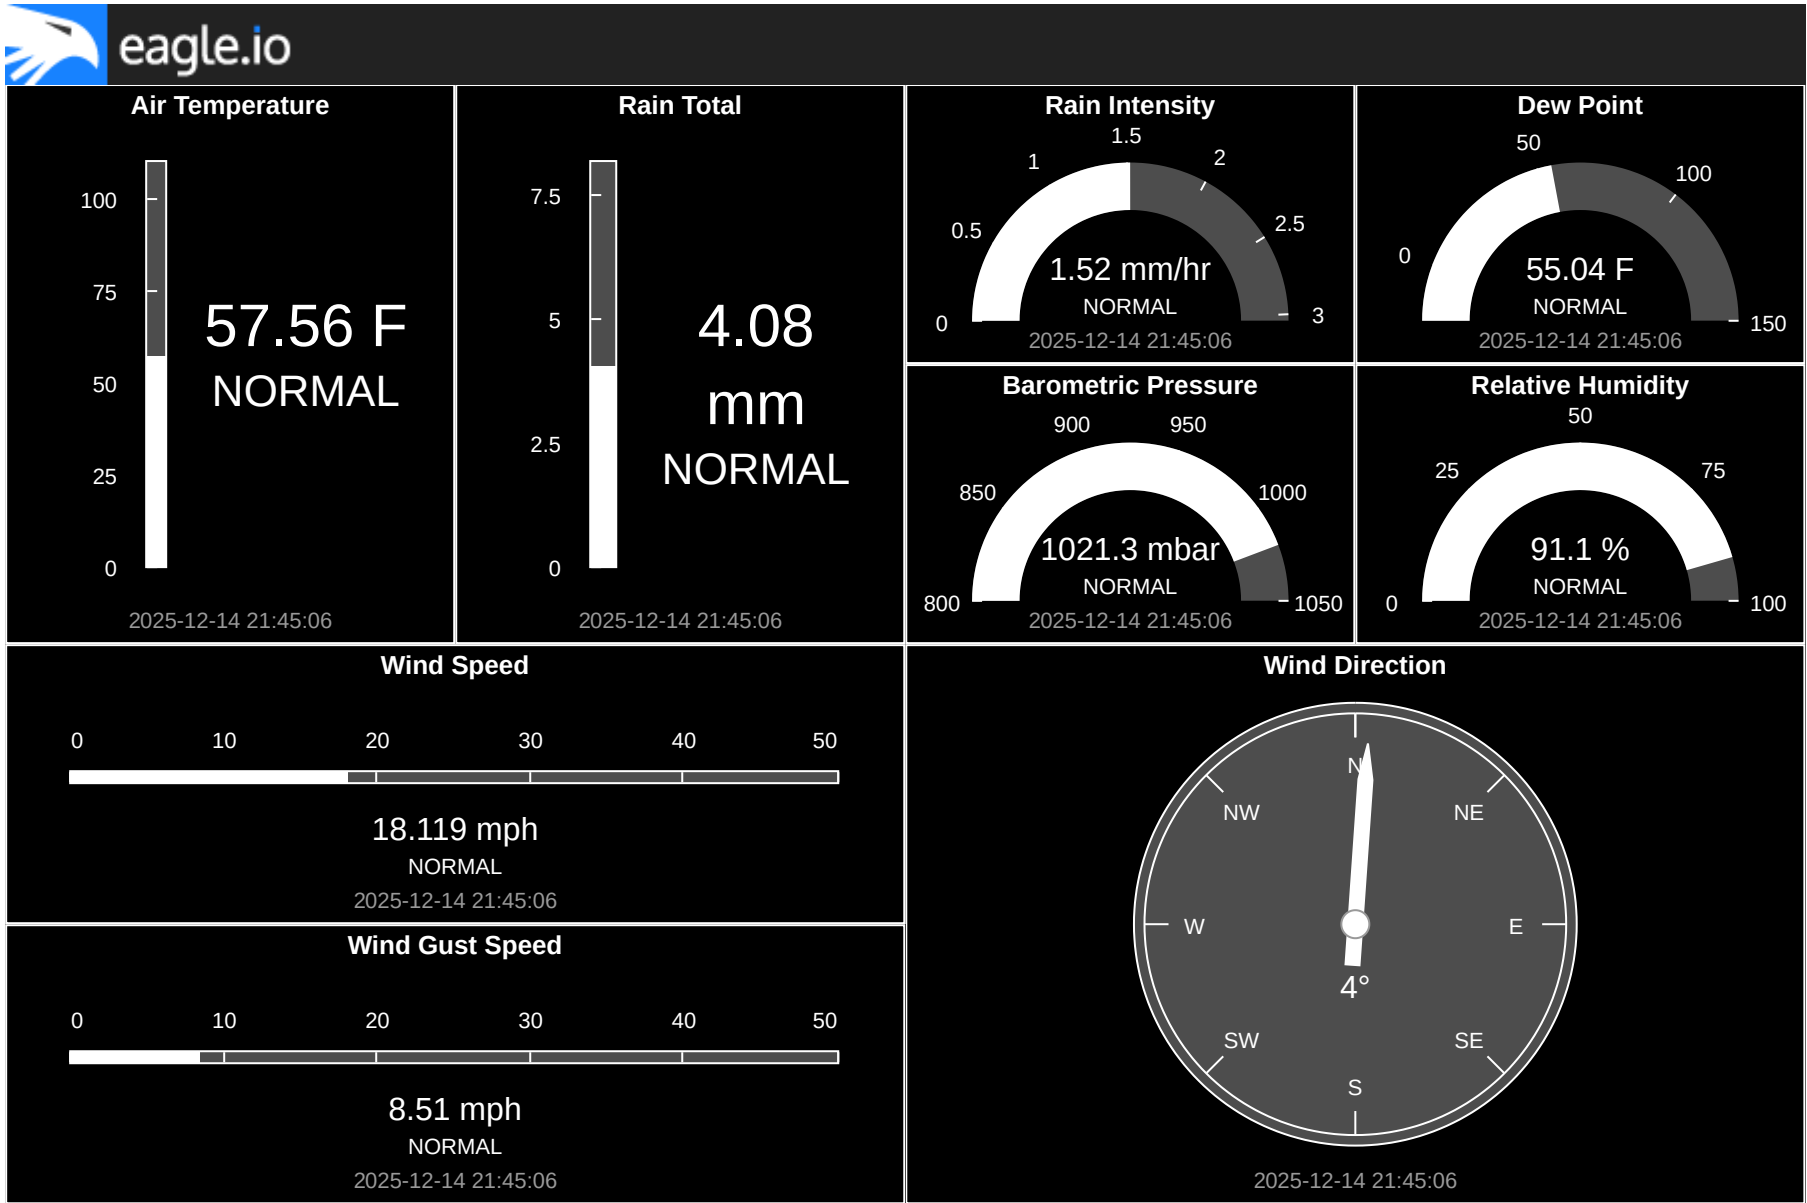 eagle.io
Air Temperature
100
75
50
25
0
57.56 F
NORMAL
2025-12-14 21:45:06
Rain Total
7.5
5
2.5
0
4.08
mm
NORMAL
2025-12-14 21:45:06
Rain Intensity
0
0.5
1
1.5
2
2.5
3
1.52 mm/hr
NORMAL
2025-12-14 21:45:06
Dew Point
0
50
100
150
55.04 F
NORMAL
2025-12-14 21:45:06
Barometric Pressure
800
850
900
950
1000
1050
1021.3 mbar
NORMAL
2025-12-14 21:45:06
Relative Humidity
0
25
50
75
100
91.1 %
NORMAL
2025-12-14 21:45:06
Wind Speed
0 10 20 30 40 50
18.119 mph
NORMAL
2025-12-14 21:45:06
Wind Gust Speed
0 10 20 30 40 50
8.51 mph
NORMAL
2025-12-14 21:45:06
Wind Direction
N
NW NE
W E
4°
SW SE
S
2025-12-14 21:45:06